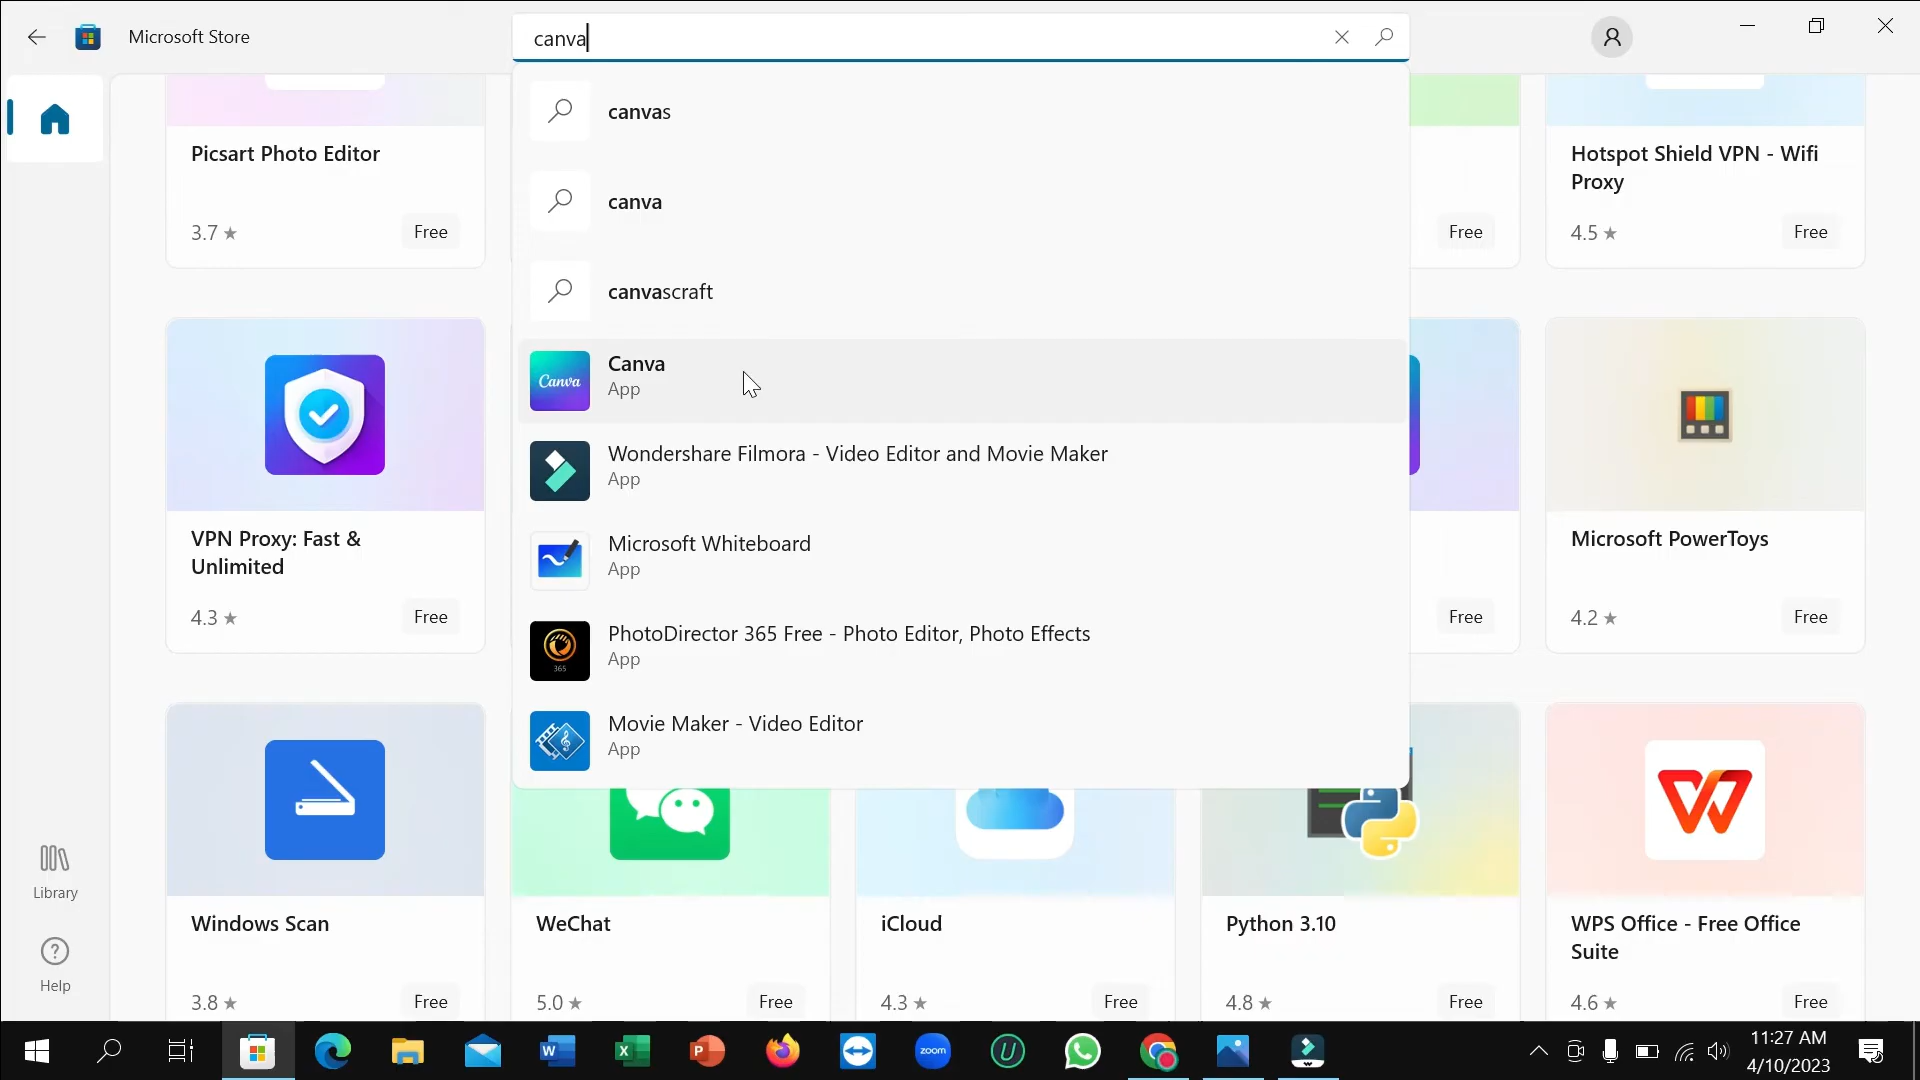 Microsoft Store
canva
canvas
canva
canvascraft
Canva
Canva
App
Wondershare Filmora - Video Editor and Movie Maker
App
Microsoft Whiteboard
App
365
PhotoDirector 365 Free - Photo Editor, Photo Effects
App
Movie Maker - Video Editor
App
Picsart Photo Editor
3.7 ★
Free
Free
Hotspot Shield VPN - Wifi
Proxy
4.5 ★
Free
VPN Proxy: Fast &
Unlimited
4.3 ★
Free
Free
Microsoft PowerToys
4.2 ★
Free
Windows Scan
3.8 ★
Free
WeChat
5.0 ★
Free
iCloud
4.3 ★
Free
Python 3.10
4.8 ★
Free
WPS Office - Free Office
Suite
4.6 ★
Free
Library
Help
W
X
P
zoom
U
11:27 AM
4/10/2023